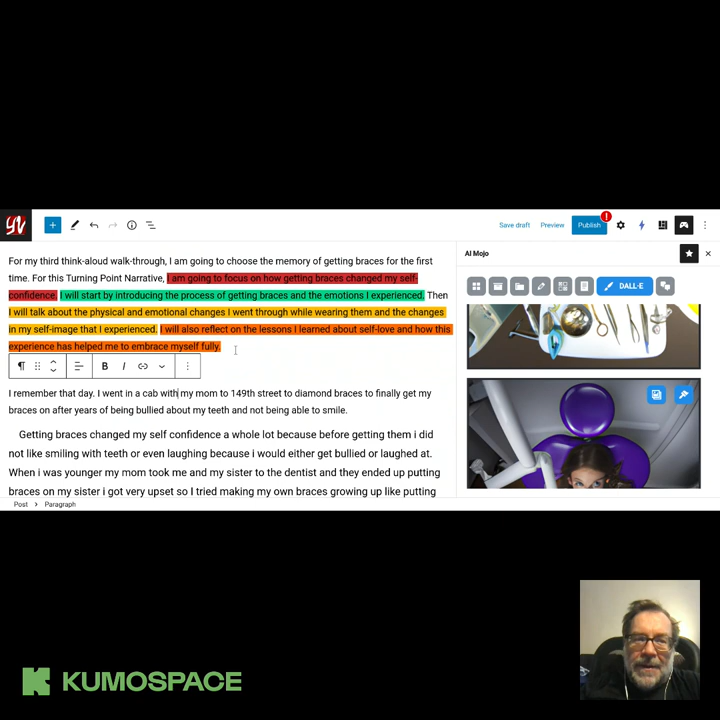 Save draft Preview Publish !
AI Mojo
DALL-E
For my third think-aloud walk-through, I am going to choose the memory of getting braces for the first
time. For this Turning Point Narrative, I am going to focus on how getting braces changed my self-
confidence. I will start by introducing the process of getting braces and the emotions I experienced. Then
I will talk about the physical and emotional changes I went through while wearing them and the changes
in my self-image that I experienced. I will also reflect on the lessons I learned about self-love and how this
experience has helped me to embrace myself fully.
B I
I remember that day. I went in a cab with my mom to 149th street to diamond braces to finally get my
braces on after years of being bullied about my teeth and not being able to smile.
Getting braces changed my self confidence a whole lot because before getting them i did
not like smiling with teeth or even laughing because i would either get bullied or laughed at.
When i was younger my mom took me and my sister to the dentist and they ended up putting
braces on my sister i got very upset so I tried making my own braces growing up like putting
Post > Paragraph
KUMOSPACE